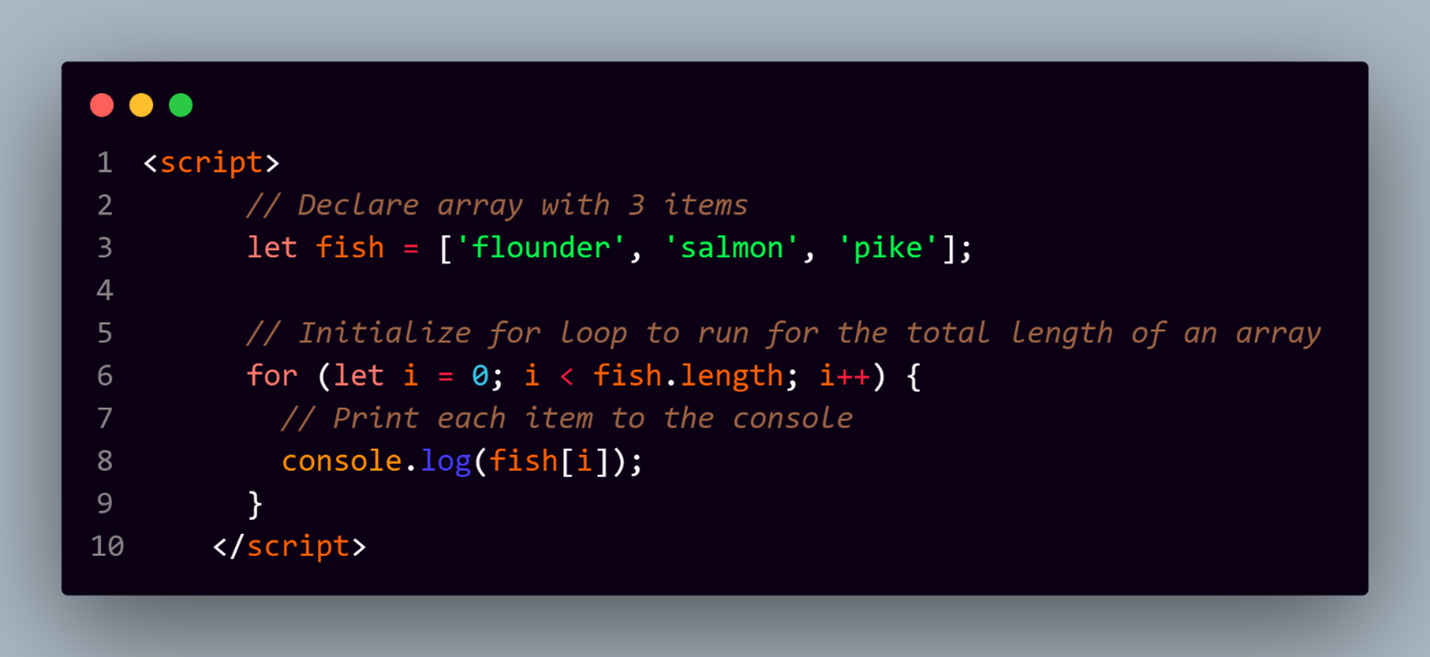 1 <script>
2 // Declare array with 3 items
3 let fish = ['flounder', 'salmon', 'pike'];
4
5 // Initialize for loop to run for the total length of an array
6 for (let i = 0; i < fish.length; i++) {
7 // Print each item to the console
8 console.log(fish[i]);
9 }
10 </script>